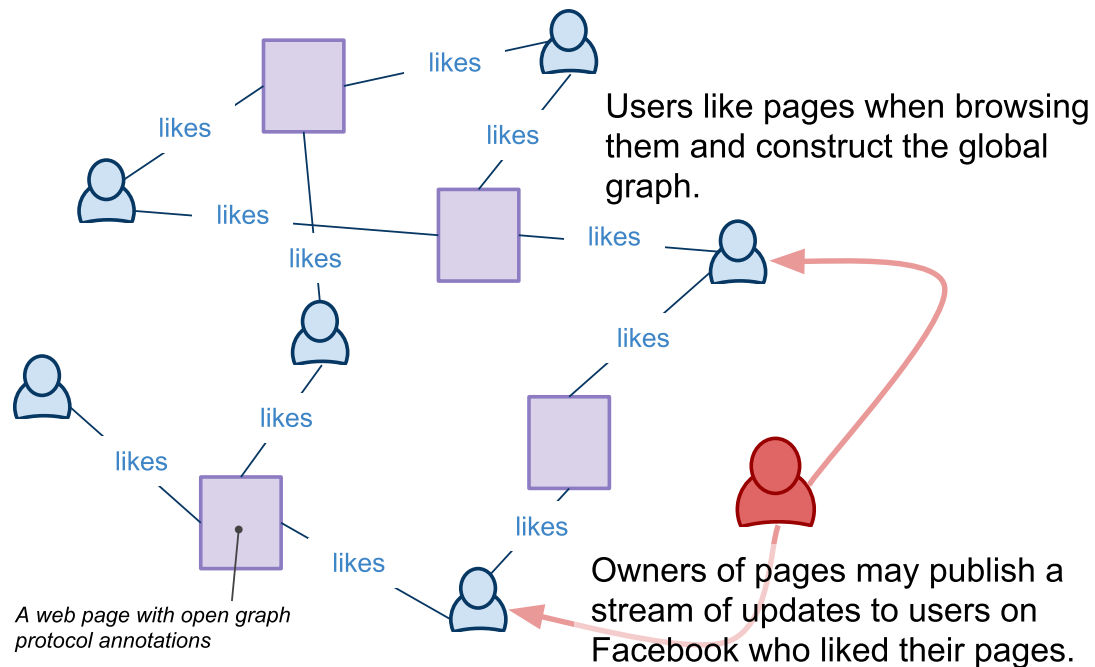 likes
likes
likes
Users like pages when browsing
them and construct the global
graph.
likes
likes
likes
likes
likes
likes
likes
likes
likes
Owners of pages may publish a
stream of updates to users on
Facebook who liked their pages.
A web page with open graph
protocol annotations